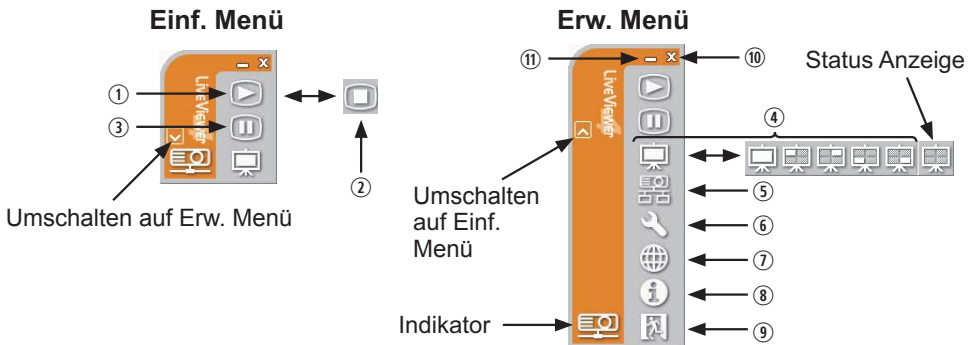 Einf. Menü
x
LiveViewer
①
③
②
Umschalten auf Erw. Menü
Erw. Menü
⑪
x
⑩
Status Anzeige
LiveViewer
④
Umschalten
auf Einf.
Menü
⑤
⑥
⑦
⑧
Indikator
⑨